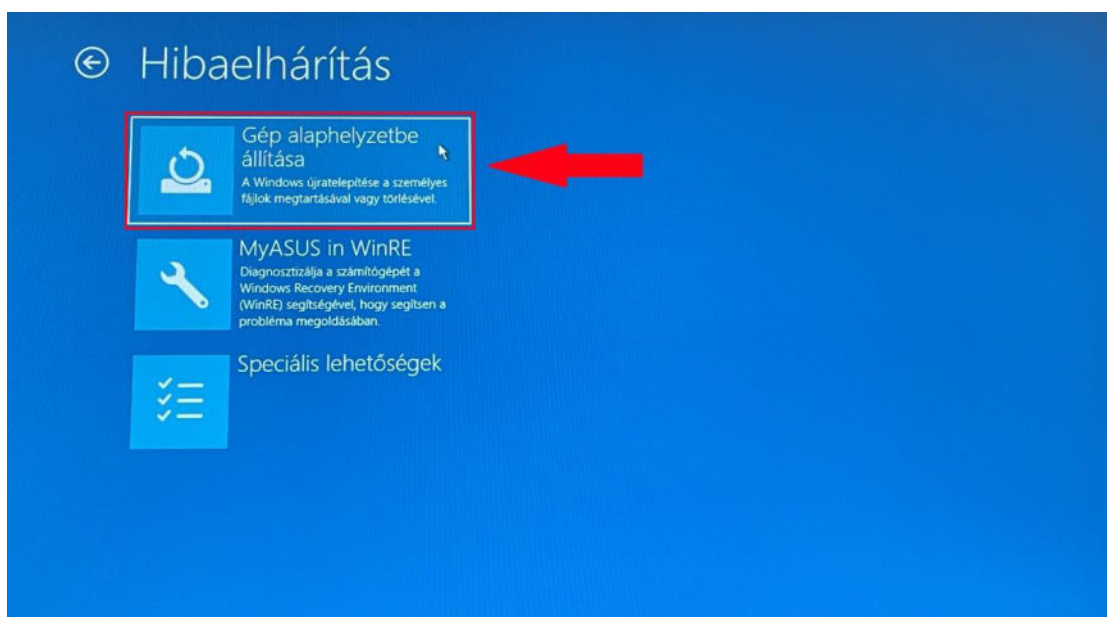 Hibaelhárítás
Gép alaphelyzetbe
állítása
A Windows újratelepítése a személyes
fájlok megtartásával vagy törlésével.
MyASUS in WinRE
Diagnosztizálja a számítógépét a
Windows Recovery Environment
(WinRE) segítségével, hogy segítsen a
probléma megoldásában.
Speciális lehetőségek